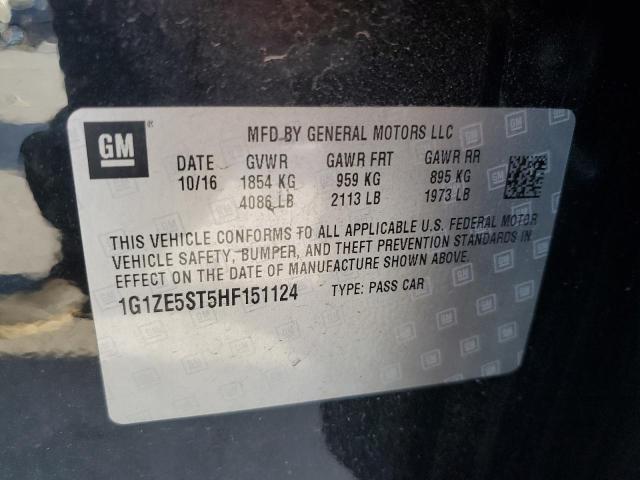 GM
MFD BY GENERAL MOTORS LLC
DATE GVWR GAWR FRT GAWR RR
10/16 1854 KG 959 KG 895 KG
4086 LB 2113 LB 1973 LB
THIS VEHICLE CONFORMS TO ALL APPLICABLE U.S. FEDERAL MOTOR
VEHICLE SAFETY, BUMPER, AND THEFT PREVENTION STANDARDS IN
EFFECT ON THE DATE OF MANUFACTURE SHOWN ABOVE.
1G1ZE5ST5HF151124 TYPE: PASS CAR